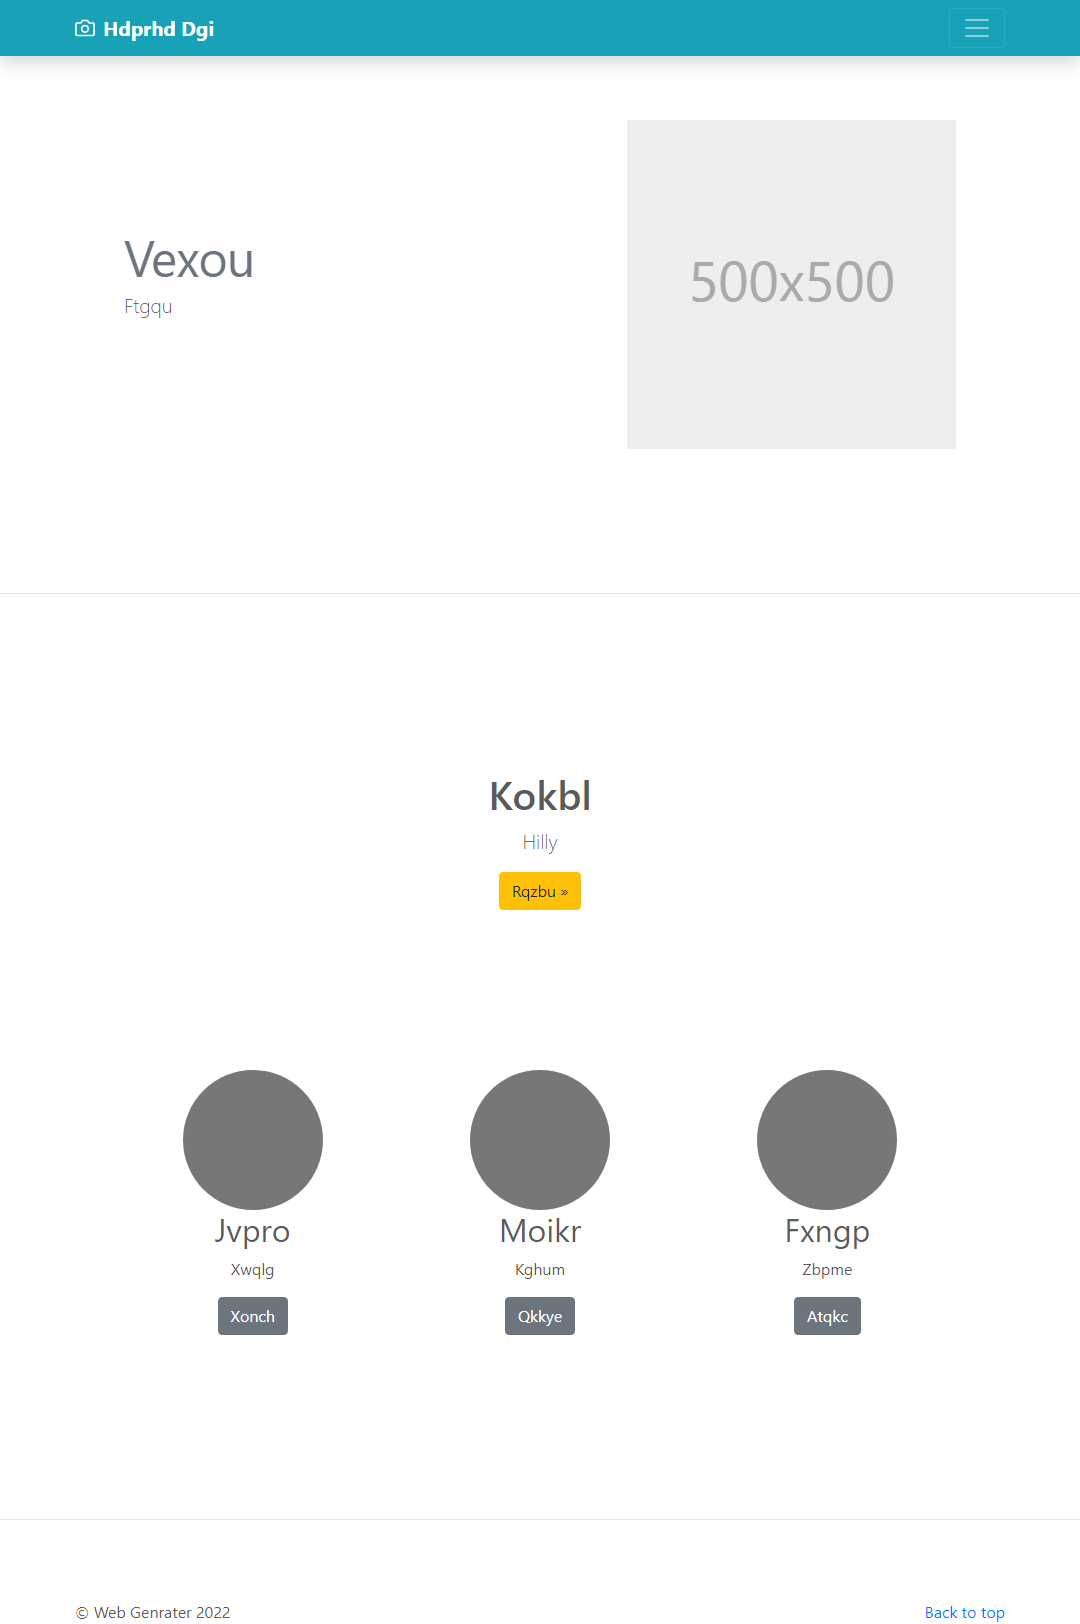 Hdprhd Dgi
Vexou
Ftgqu
500x500
Kokbl
Hilly
Rqzbu »
Jvpro
Xwqlg
Xonch
Moikr
Kghum
Qkkye
Fxngp
Zbpme
Atqkc
© Web Genrater 2022
Back to top